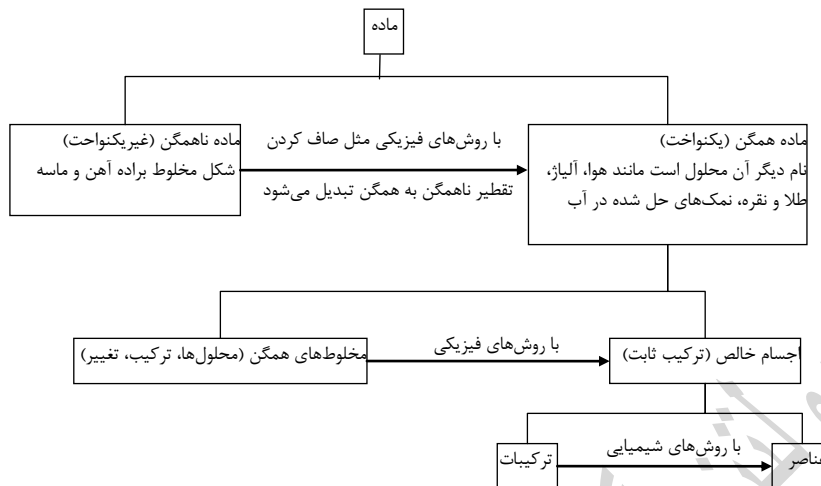 ماده
ماده همگن (یکنواخت)
نام دیگر آن محلول است مانند هوا، آلیاژ،
طلا و نقره، نمک‌های حل شده در آب
با روش‌های فیزیکی مثل صاف کردن
تقطیر ناهمگن به همگن تبدیل می‌شود
ماده ناهمگن (غیریکنواحت)
شکل مخلوط براده آهن و ماسه
اجسام خالص (ترکیب ثابت)
با روش‌های فیزیکی
مخلوط‌های همگن (محلول‌ها، ترکیب، تغییر)
عناصر
با روش‌های شیمیایی
ترکیبات